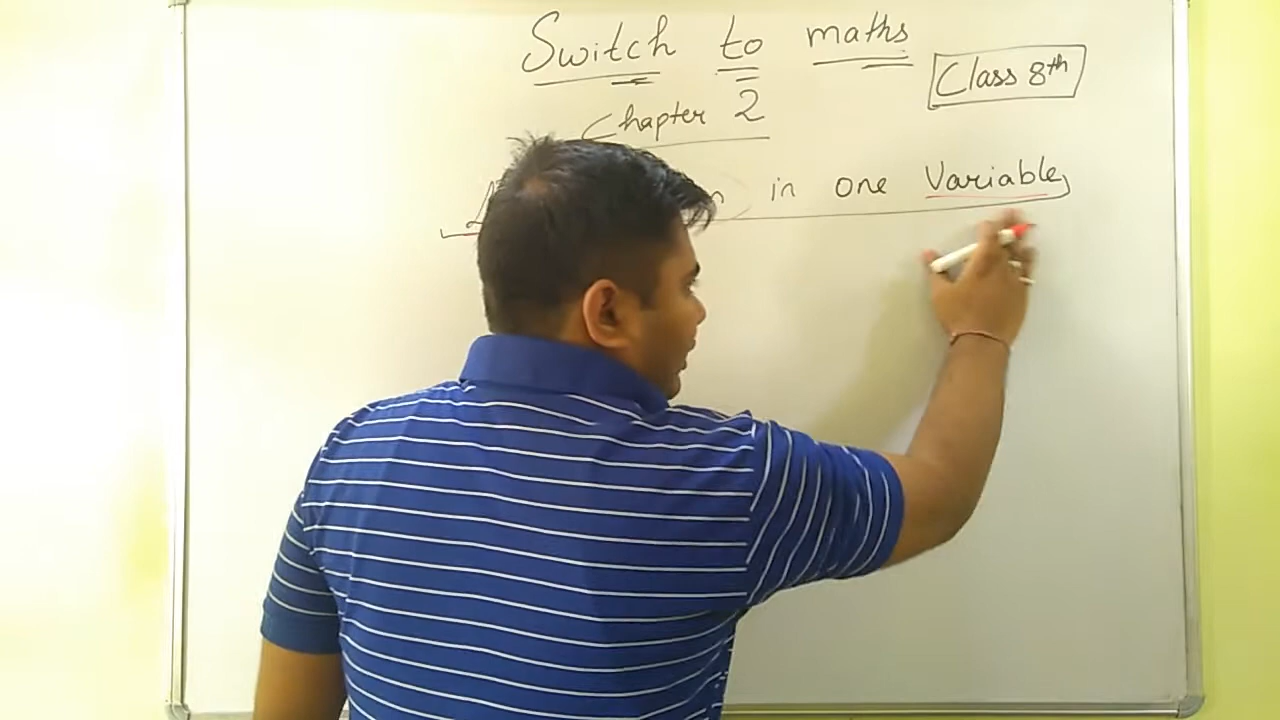 Switch to maths
Class 8th
Chapter 2
in one Variable